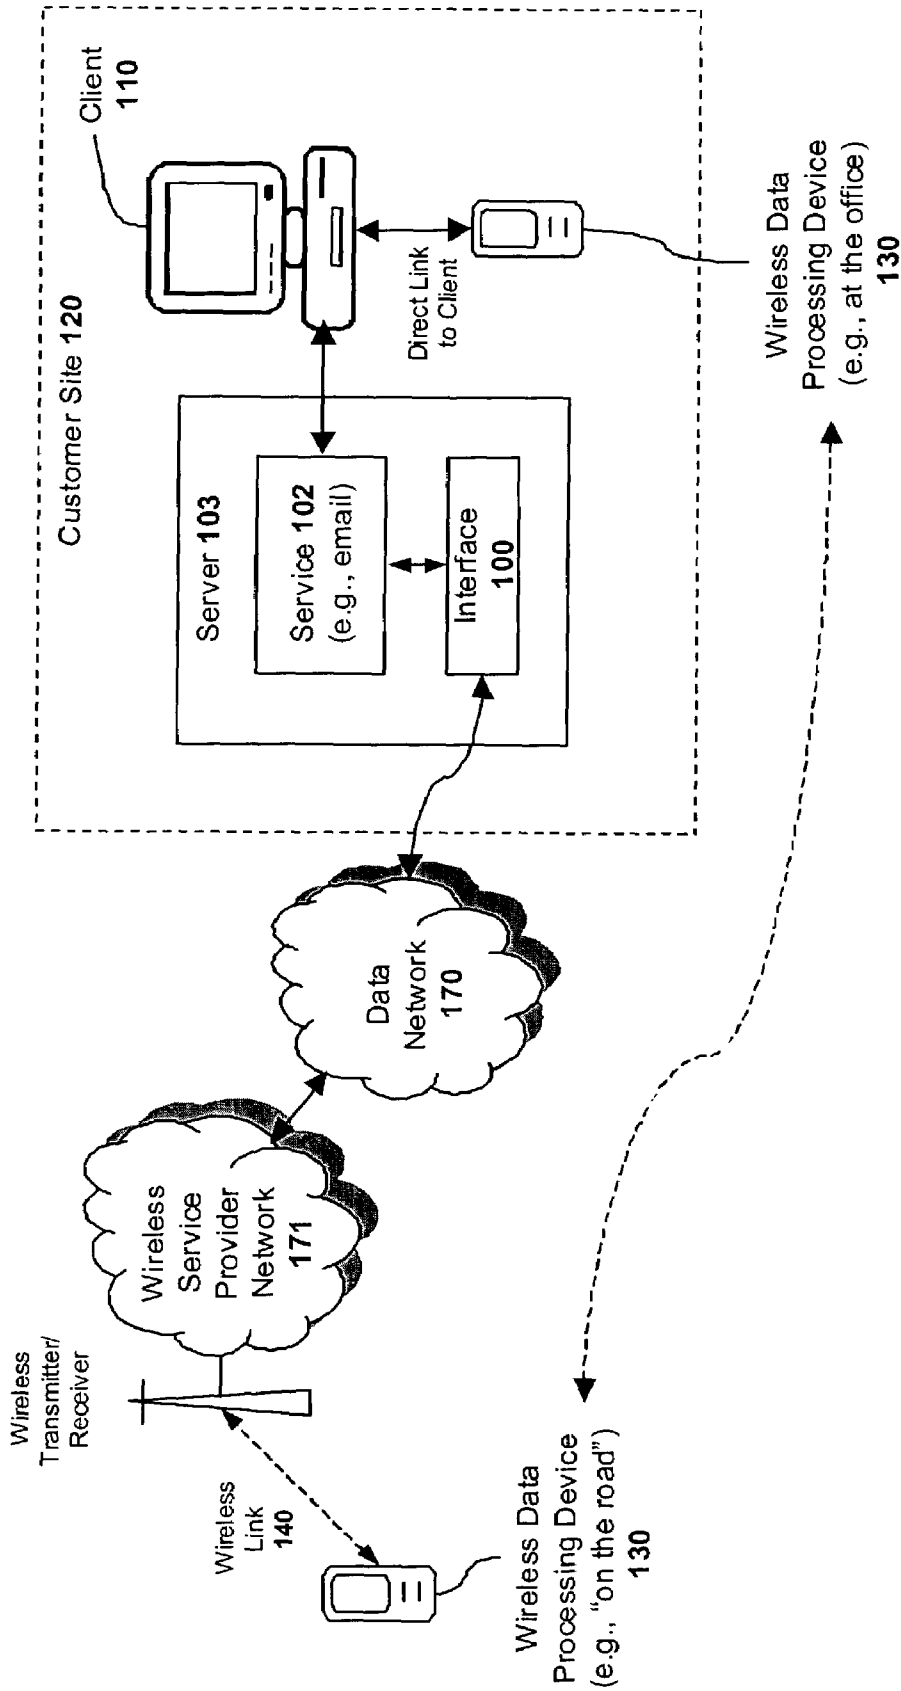 Wireless
Transmitter/
Receiver
Wireless
Link
140
Wireless Data
Processing Device
(e.g., “on the road”)
130
Wireless
Service
Provider
Network
171
Data
Network
170
Customer Site 120
Server 103
Service 102
(e.g., email)
Interface
100
Client
110
Direct Link
to Client
Wireless Data
Processing Device
(e.g., at the office)
130